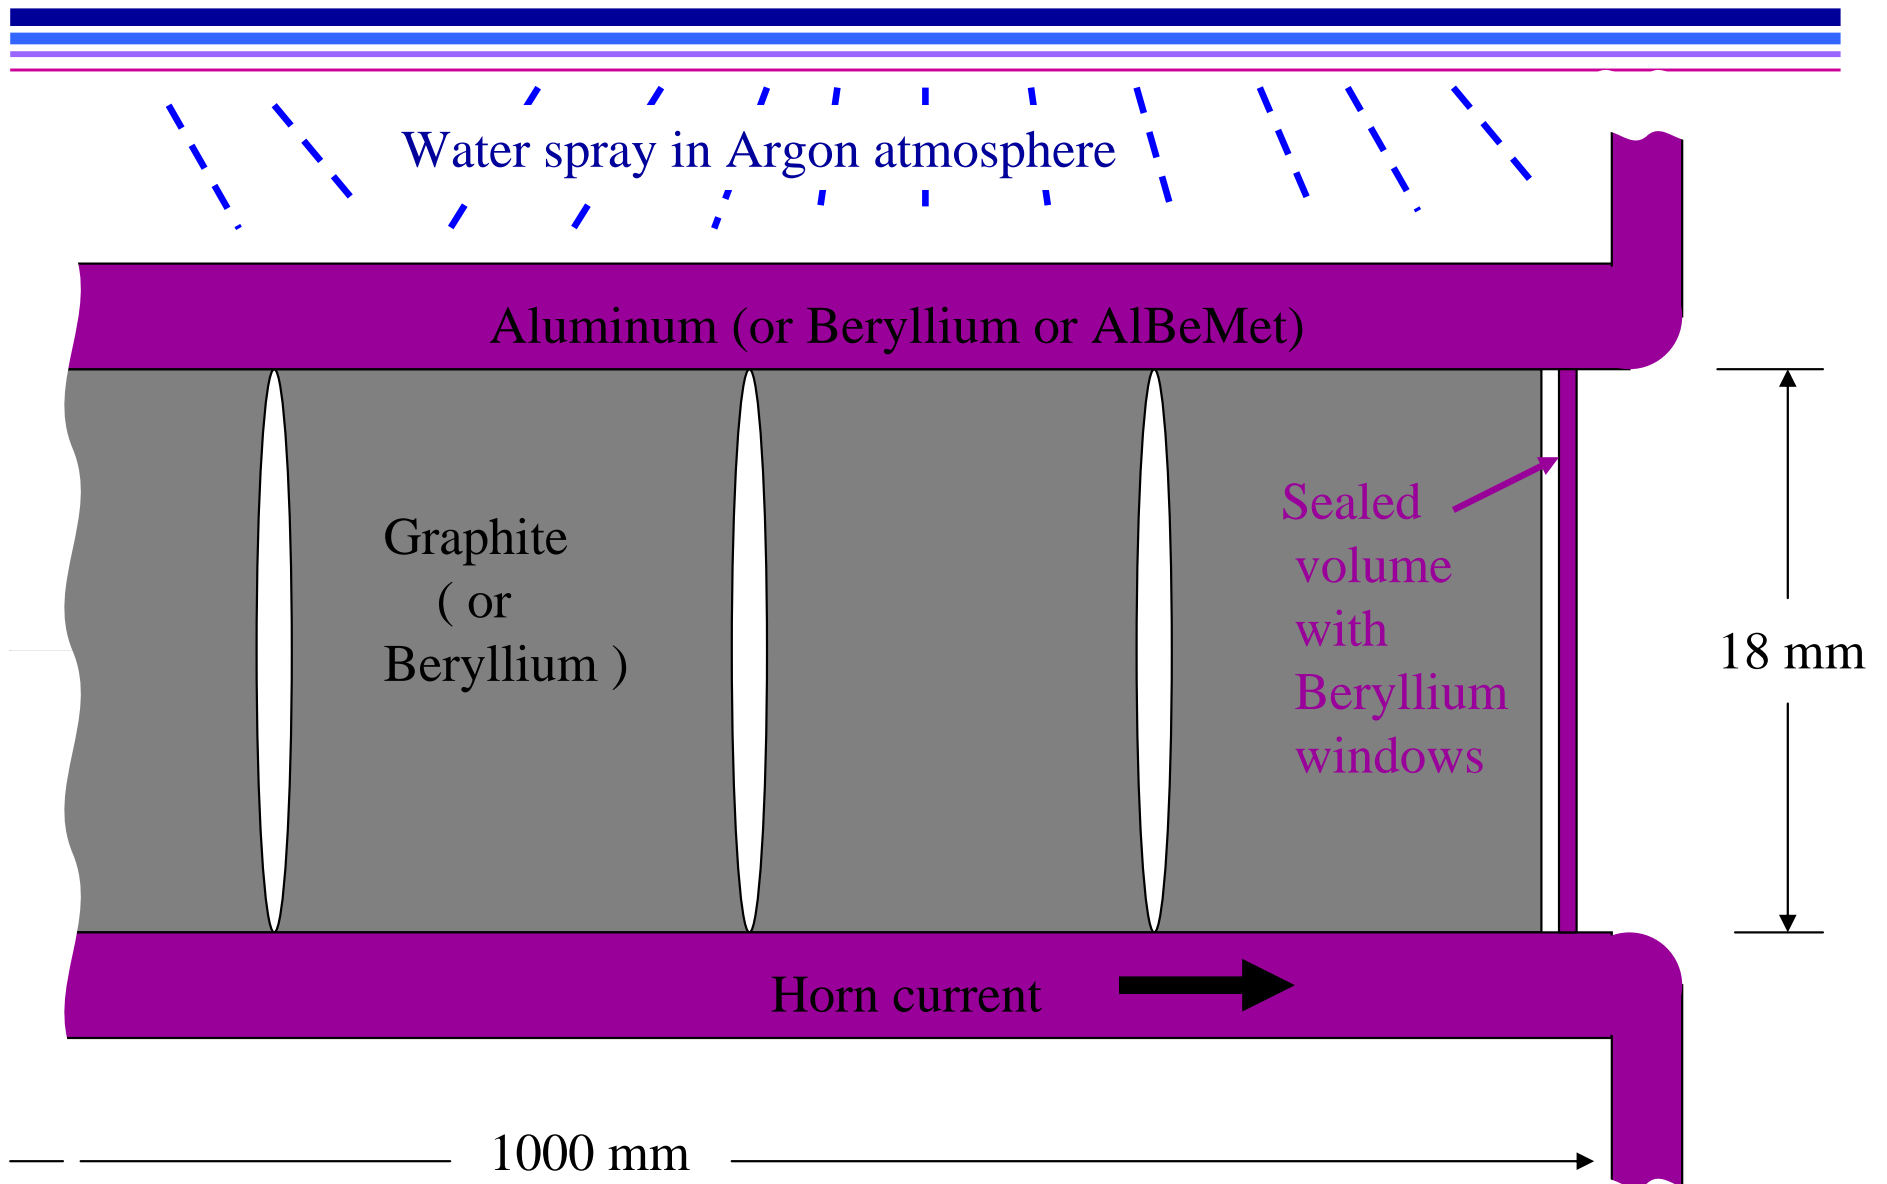 Water spray in Argon atmosphere
Aluminum (or Beryllium or AlBeMet)
Graphite
( or
Beryllium )
Sealed
volume
with
Beryllium
windows
18 mm
Horn current
1000 mm